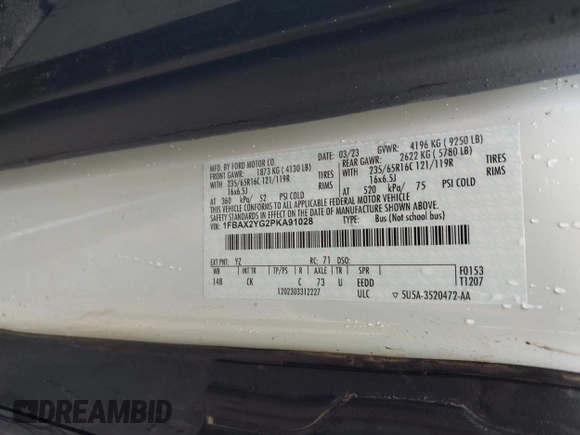 MFD. BY FORD MOTOR CO.
03/23 GVWR: 4196 KG ( 9250 LB)
FRONT GAWR: 1873 KG ( 4130 LB) REAR GAWR: 2622 KG ( 5780 LB)
WITH 235/65R16C 121/119R TIRES WITH 235/65R16C 121/119R TIRES
16x6.5J RIMS 16x6.5J RIMS
AT 360 kPa/ 52 PSI COLD AT 520 kPa/ 75 PSI COLD
THIS VEHICLE CONFORMS TO ALL APPLICABLE FEDERAL MOTOR VEHICLE SAFETY STANDARDS IN EFFECT ON THE DATE OF MANUFACTURE SHOWN ABOVE.
VIN: 1FBAX2YG2PKA91028 TYPE: Bus (Not school bus)
EXT PNT: YZ RC: 71 DSO:
WB INT TR TP/PS R AXLE TR SPR F0153
148 CK C 73 U EEDD T1207
1202303312227 ULC ▽ 5U5A-3520472-AA
DREAMBID